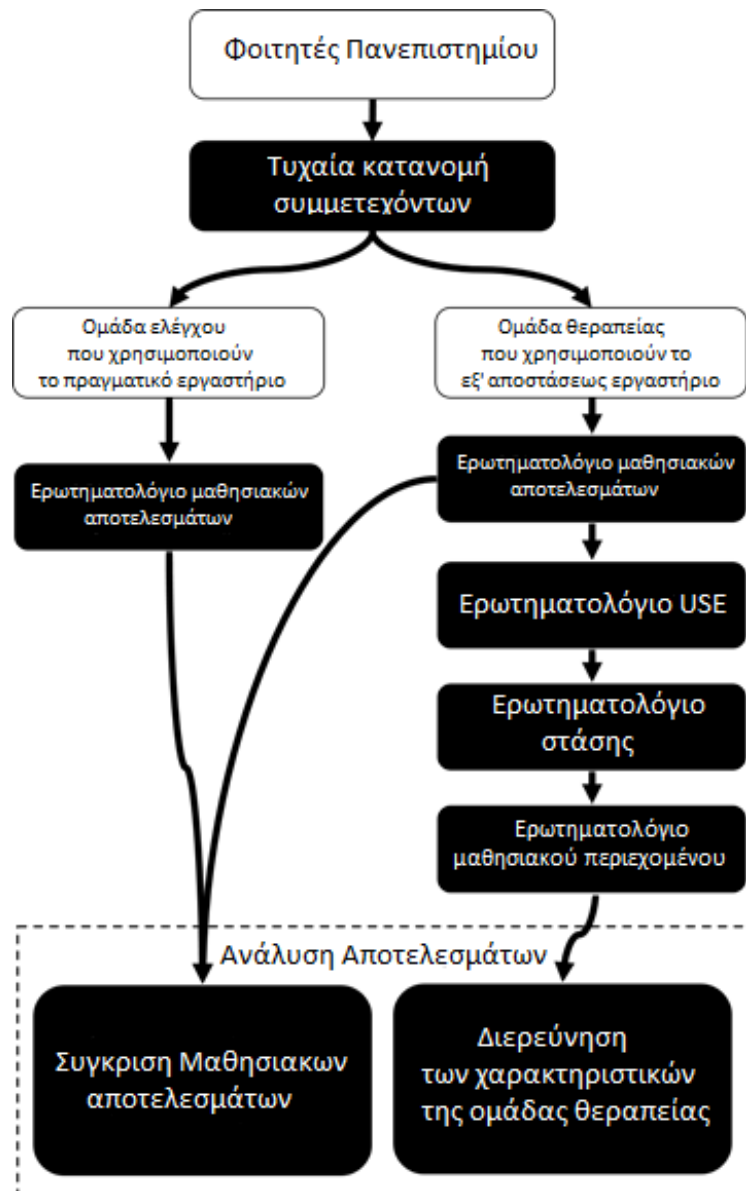 Φοιτητές Πανεπιστημίου
Τυχαία κατανομή
συμμετεχόντων
Ομάδα ελέγχου
που χρησιμοποιούν
το πραγματικό εργαστήριο
Ομάδα θεραπείας
που χρησιμοποιούν το
εξ' αποστάσεως εργαστήριο
Ερωτηματολόγιο μαθησιακών
αποτελεσμάτων
Ερωτηματολόγιο μαθησιακών
αποτελεσμάτων
Ερωτηματολόγιο USE
Ερωτηματολόγιο
στάσης
Ερωτηματολόγιο
μαθησιακού περιεχομένου
Ανάλυση Αποτελεσμάτων
Συγκριση Μαθησιακων
αποτελεσμάτων
Διερεύνηση
των χαρακτηριστικών
της ομάδας θεραπείας